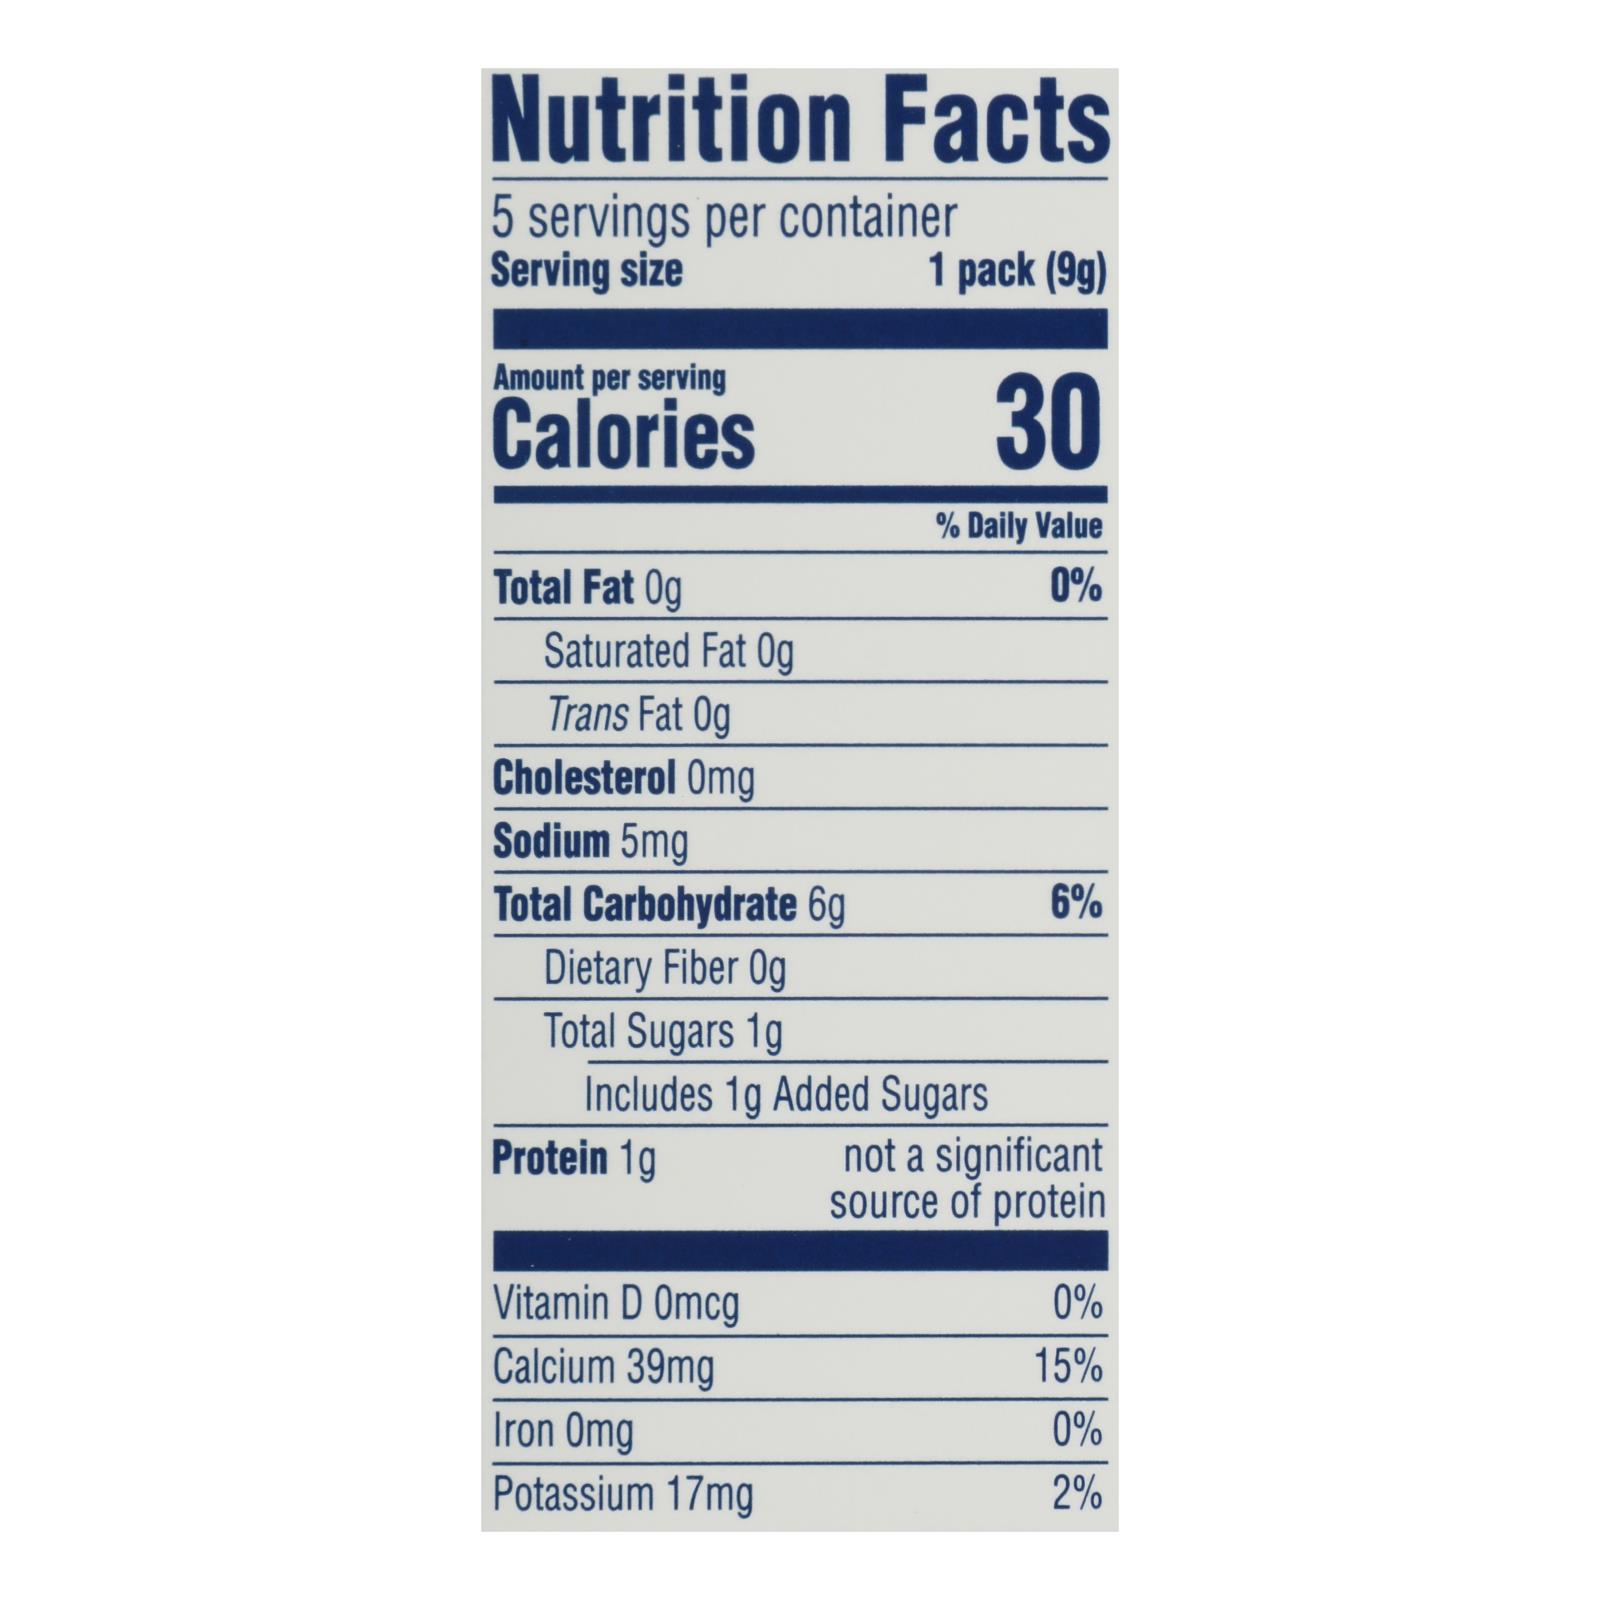 Nutrition Facts
5 servings per container
Serving size 1 pack (9g)
Amount per serving
Calories 30
% Daily Value
Total Fat 0g 0%
Saturated Fat 0g
Trans Fat 0g
Cholesterol 0mg
Sodium 5mg
Total Carbohydrate 6g 6%
Dietary Fiber 0g
Total Sugars 1g
Includes 1g Added Sugars
Protein 1g not a significant
source of protein
Vitamin D 0mcg 0%
Calcium 39mg 15%
Iron 0mg 0%
Potassium 17mg 2%